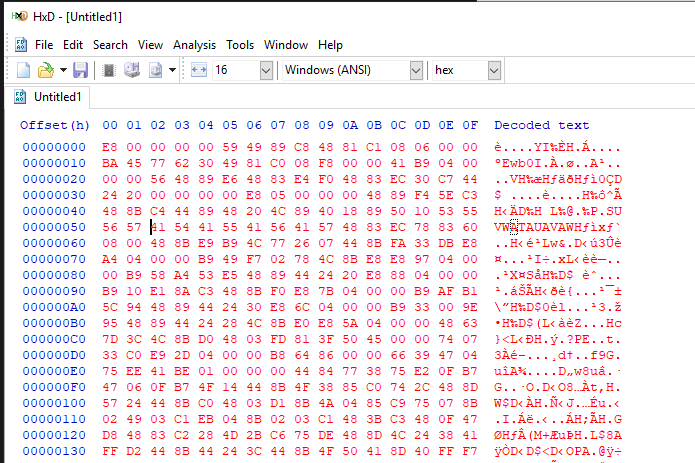 HxD - [Untitled1]
File Edit Search View Analysis Tools Window Help
16 Windows (ANSI) hex
Untitled1
Offset(h) 00 01 02 03 04 05 06 07 08 09 0A 0B 0C 0D 0E 0F Decoded text
00000000 E8 00 00 00 00 59 49 89 C8 48 81 C1 08 06 00 00 è....YI‰ÈH.Á....
00000010 BA 45 77 62 30 49 81 C0 08 F8 00 00 41 B9 04 00 ºEwb0I.À.ø..A¹..
00000020 00 00 56 48 89 E6 48 83 E4 F0 48 83 EC 30 C7 44 ..VH‰æHƒäðHƒì0ÇD
00000030 24 20 00 00 00 00 E8 05 00 00 00 48 89 F4 5E C3 $ ....è....H‰ô^Ã
00000040 48 8B C4 44 89 48 20 4C 89 40 18 89 50 10 53 55 H‹ÄD‰H L‰@.‰P.SU
00000050 56 57 41 54 41 55 41 56 41 57 48 83 EC 78 83 60 VWATAUAVAWHƒìxƒ`
00000060 08 00 48 8B E9 B9 4C 77 26 07 44 8B FA 33 DB E8 ..H‹é¹Lw&.D‹ú3Ûè
00000070 A4 04 00 00 B9 49 F7 02 78 4C 8B E8 E8 97 04 00 ¤...¹I÷.xL‹èè—..
00000080 00 B9 58 A4 53 E5 48 89 44 24 20 E8 88 04 00 00 .¹X¤SåH‰D$ èˆ...
00000090 B9 10 E1 8A C3 48 8B F0 E8 7B 04 00 00 B9 AF B1 ¹.áŠÃH‹ðè{...¹¯±
000000A0 5C 94 48 89 44 24 30 E8 6C 04 00 00 B9 33 00 9E \”H‰D$0èl...¹3.ž
000000B0 95 48 89 44 24 28 4C 8B E0 E8 5A 04 00 00 48 63 •H‰D$(L‹àèZ...Hc
000000C0 7D 3C 4C 8B D0 48 03 FD 81 3F 50 45 00 00 74 07 }<L‹ÐH.ý.?PE..t.
000000D0 33 C0 E9 2D 04 00 00 B8 64 86 00 00 66 39 47 04 3Àé-...¸d†..f9G.
000000E0 75 EE 41 BE 01 00 00 00 44 84 77 38 75 E2 0F B7 uîA¾....D„w8uâ.·
000000F0 47 06 0F B7 4F 14 44 8B 4F 38 85 C0 74 2C 48 8D G..·O.D‹O8…Àt,H.
00000100 57 24 44 8B C0 48 03 D1 8B 4A 04 85 C9 75 07 8B W$D‹ÀH.Ñ‹J.…Éu.‹
00000110 02 49 03 C1 EB 04 8B 02 03 C1 48 3B C3 48 0F 47 .I.Áë.‹..ÁH;ÃH.G
00000120 D8 48 83 C2 28 4D 2B C6 75 DE 48 8D 4C 24 38 41 ØHƒÂ(M+ÆuÞH.L$8A
00000130 FF D2 44 8B 44 24 3C 44 8B 4F 50 41 8D 40 FF F7 ÿÒD‹D$<D‹OPA.@ÿ÷